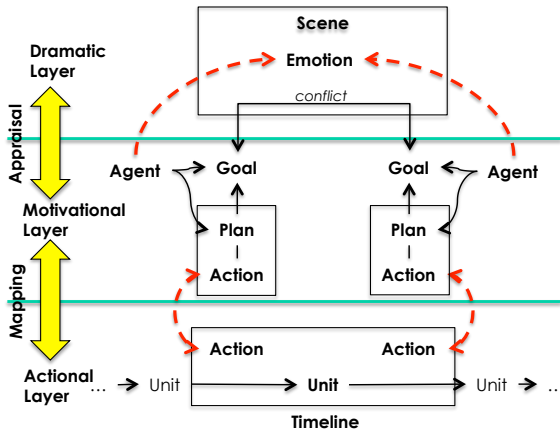 Scene
Dramatic
Layer
Emotion
conflict
Appraisal
Agent
Goal
Goal
Agent
Motivational
Layer
Plan
Plan
Action
Action
Mapping
Action
Action
Actional
Layer
... Unit
Unit
Unit ...
Timeline